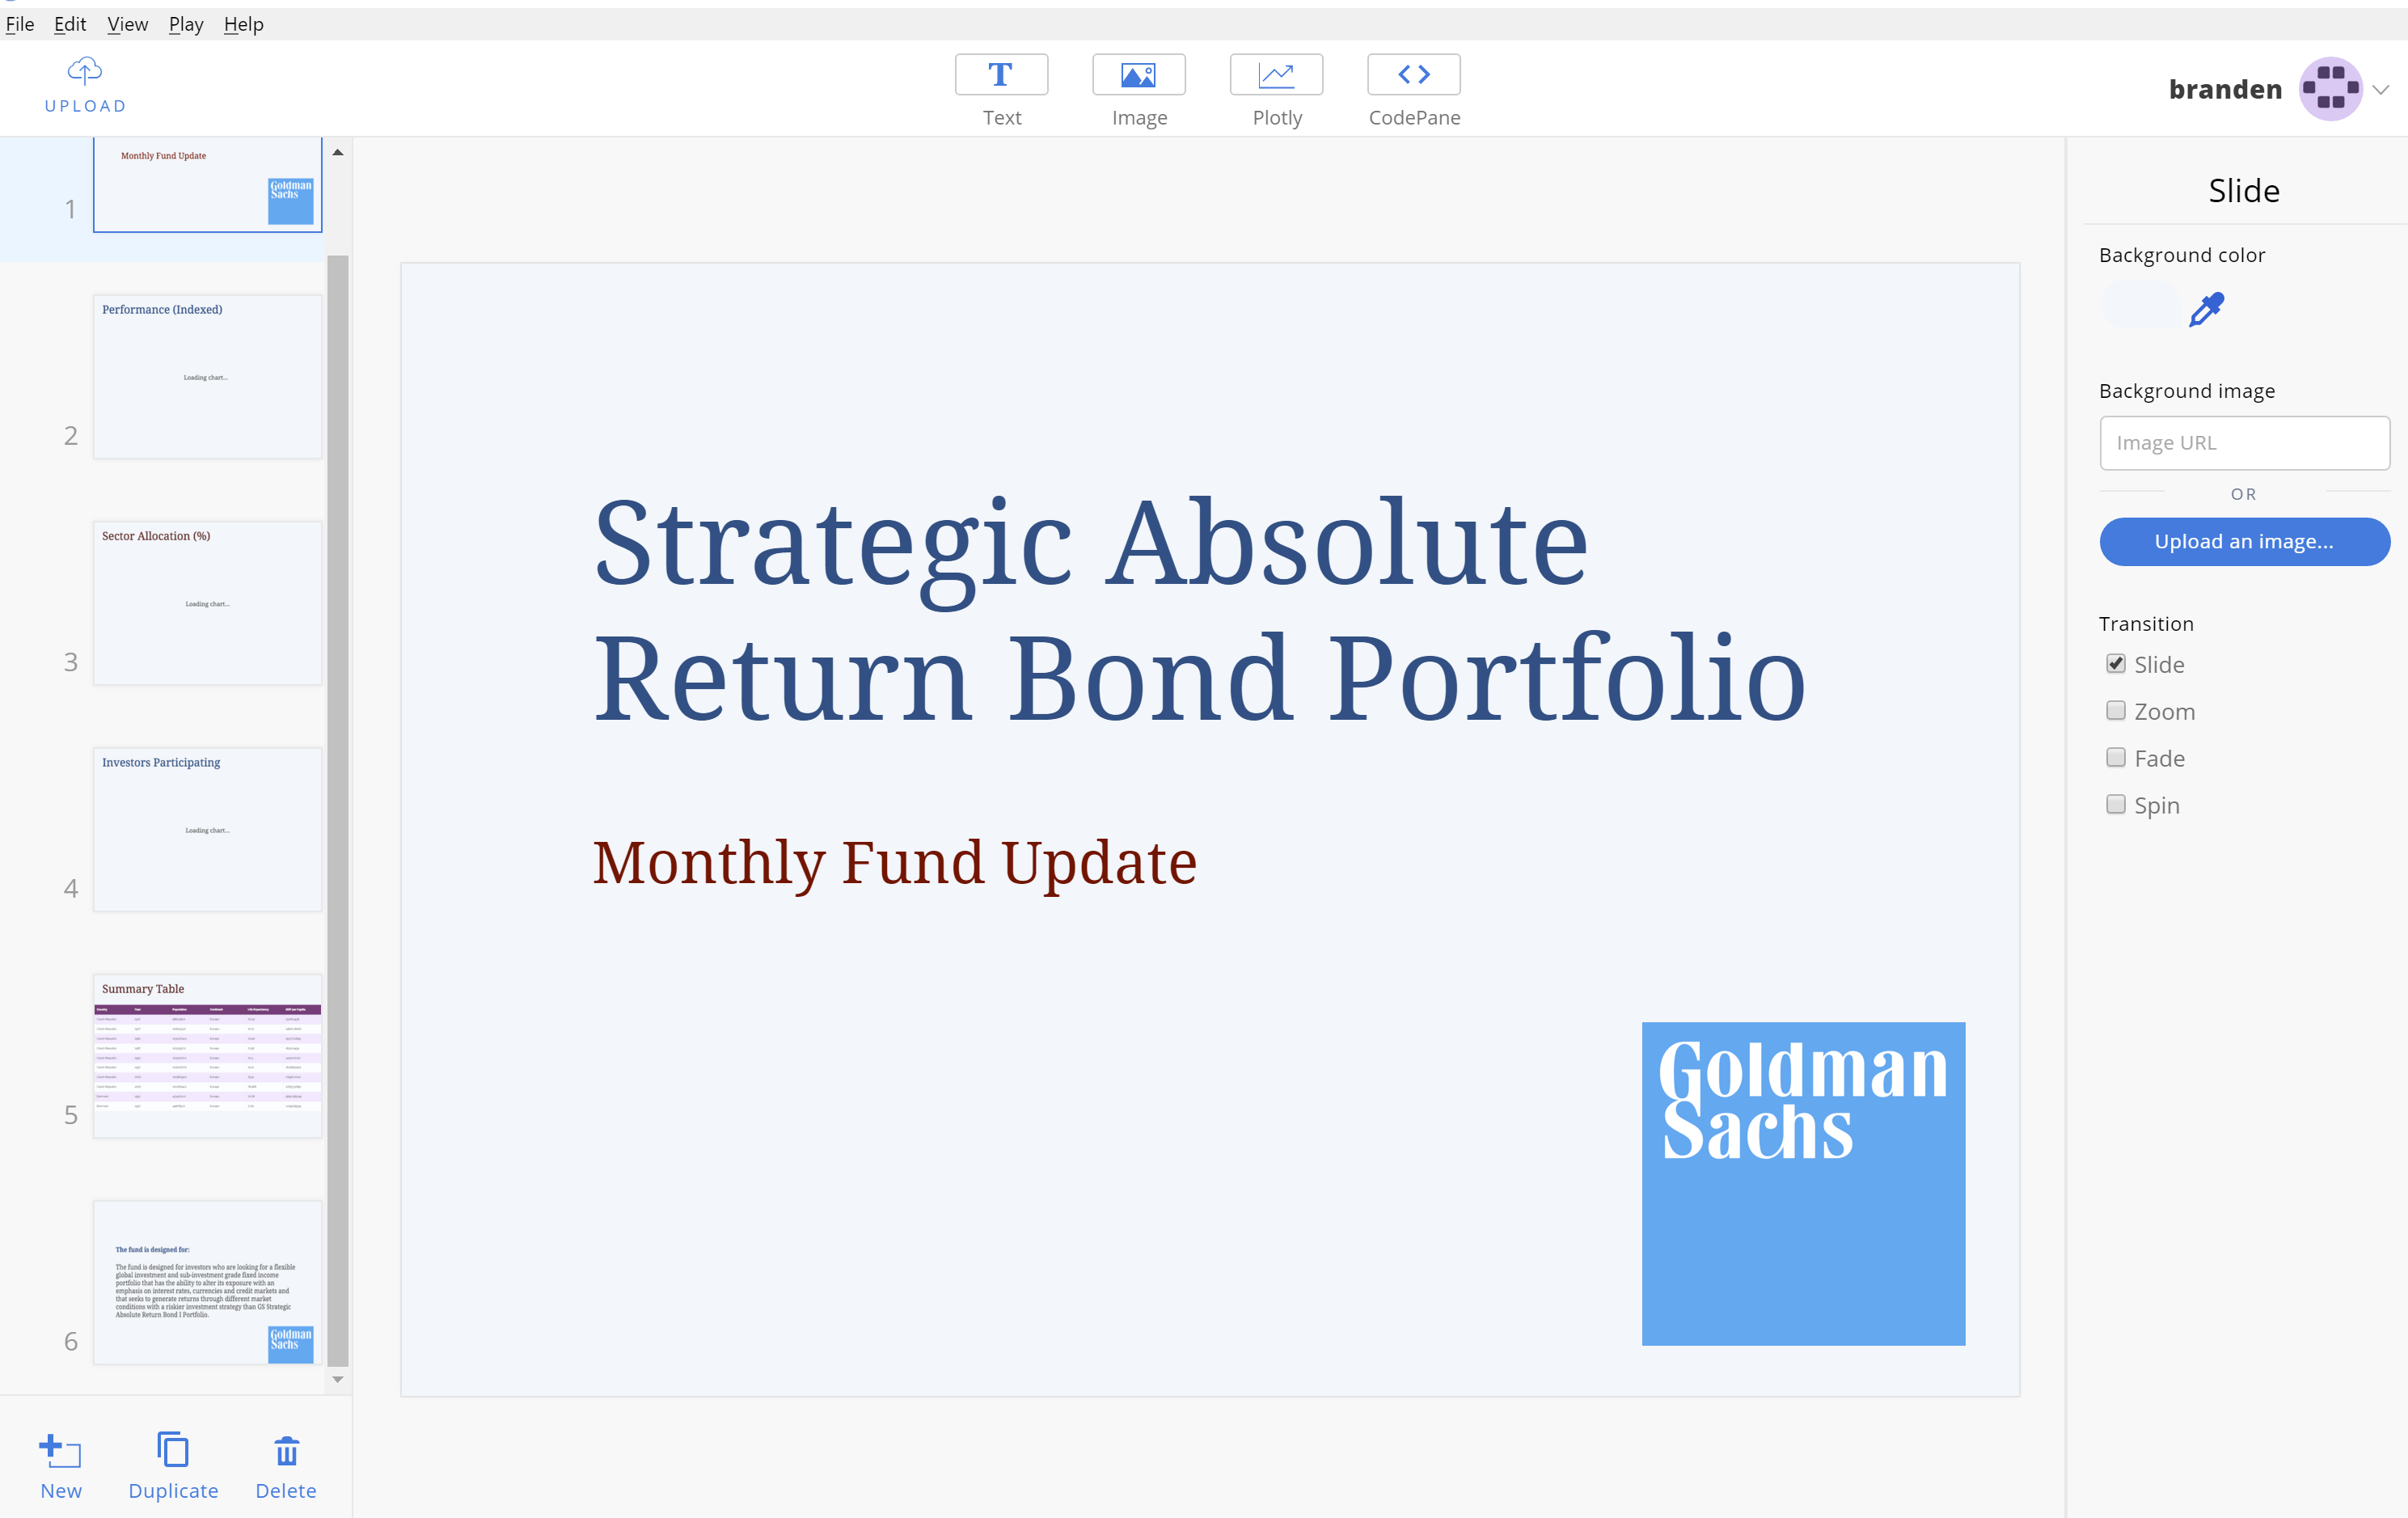 File Edit View Play Help
UPLOAD
Text Image Plotly CodePane
branden
Monthly Fund Update
Goldman
Sachs
1
Performance (Indexed)
Loading chart...
2
Sector Allocation (%)
Loading chart...
3
Investors Participating
Loading chart...
4
Summary Table
5
The fund is designed for:
The fund is designed for investors who are looking for a flexible
global investment and sub-investment grade fixed income
portfolio that has the ability to alter its exposure with an
emphasis on interest rates, currencies and credit markets and
that seeks to generate returns through different market
conditions with a riskier investment strategy than GS Strategic
Absolute Return Bond I Portfolio.
Goldman
Sachs
6
New Duplicate Delete
Strategic Absolute
Return Bond Portfolio
Monthly Fund Update
Goldman
Sachs
Slide
Background color
Background image
Image URL
OR
Upload an image...
Transition
Slide
Zoom
Fade
Spin